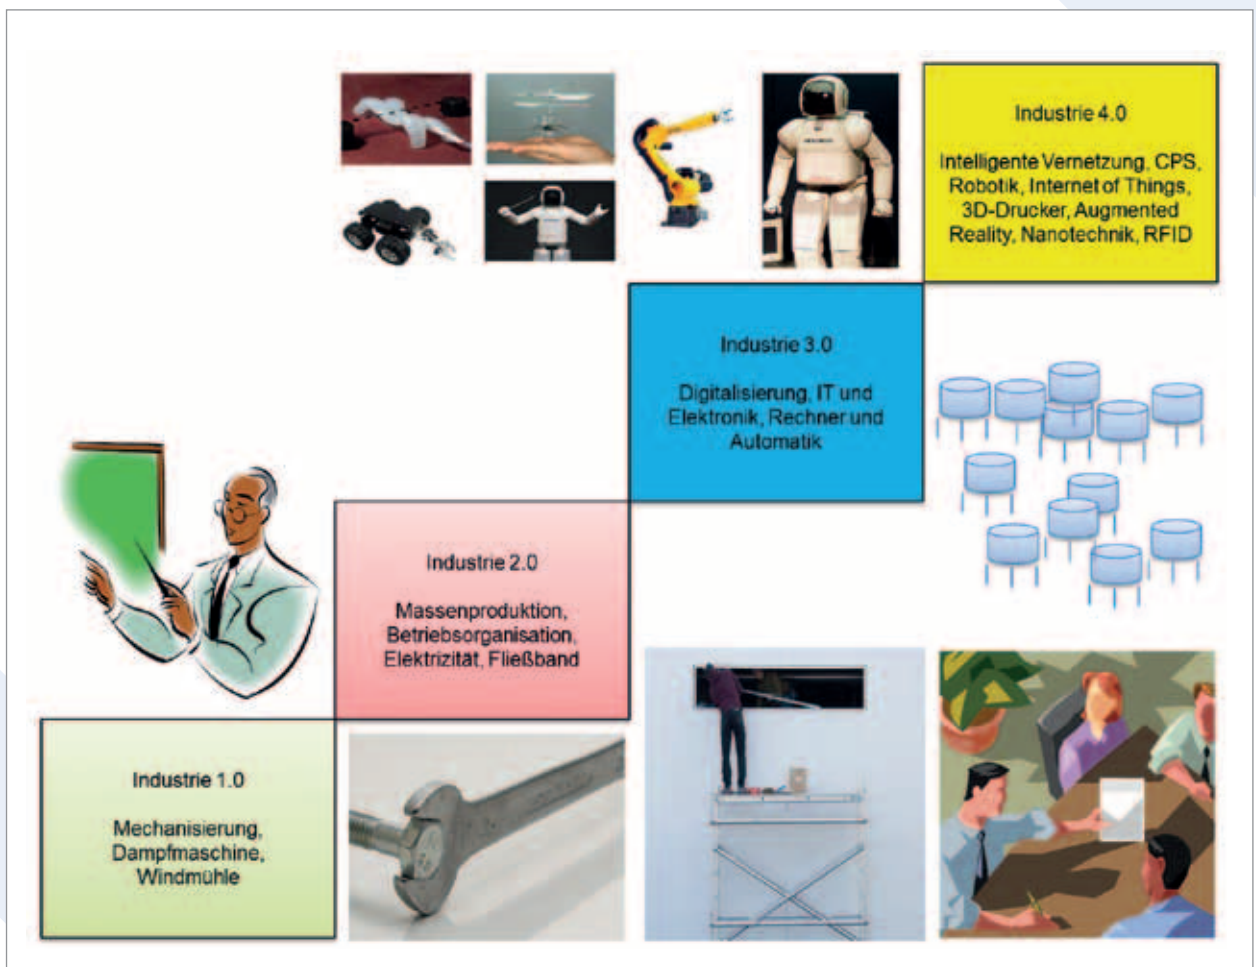 Industrie 4.0
Intelligente Vernetzung, CPS,
Robotik, Internet of Things,
3D-Drucker, Augmented
Reality, Nanotechnik, RFID
Industrie 3.0
Digitalisierung, IT und
Elektronik, Rechner und
Automatik
Industrie 2.0
Massenproduktion,
Betriebsorganisation,
Elektrizität, Fließband
Industrie 1.0
Mechanisierung,
Dampfmaschine,
Windmühle